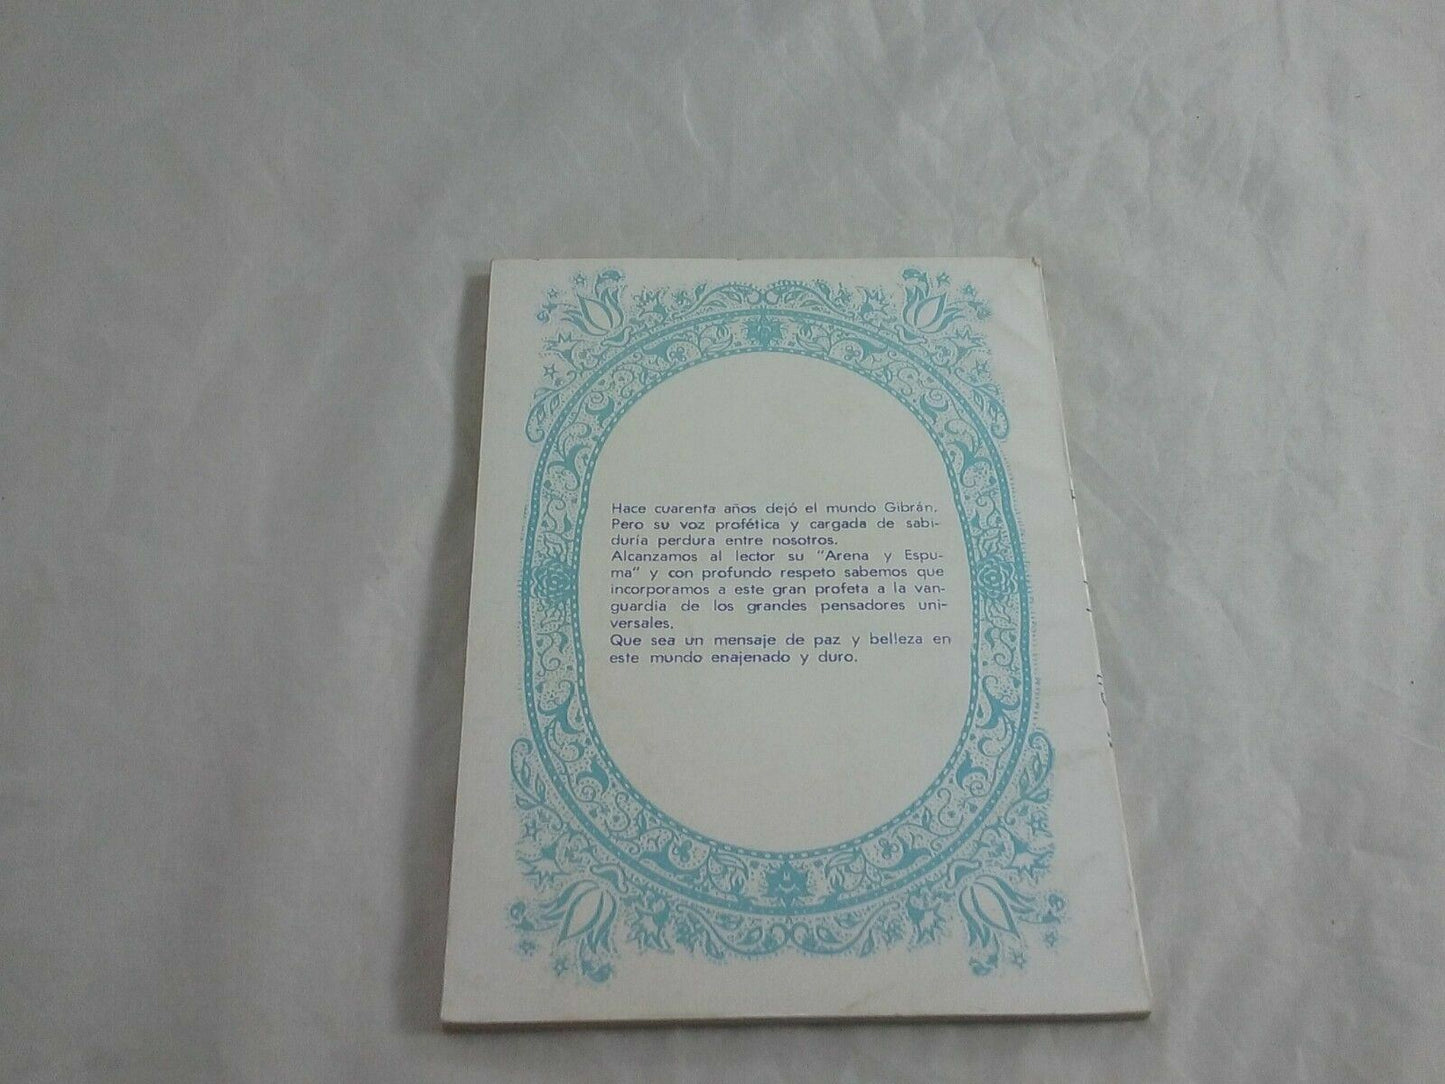 Hace cuarenta años dejó el mundo Gibrán.
Pero su voz profética y cargada de sabi-
duría perdura entre nosotros.
Alcanzamos al lector su "Arena y Espu-
ma" y con profundo respeto sabemos que
incorporamos a este gran profeta a la van-
guardia de los grandes pensadores uni-
versales.
Que sea un mensaje de paz y belleza en
este mundo enajenado y duro.